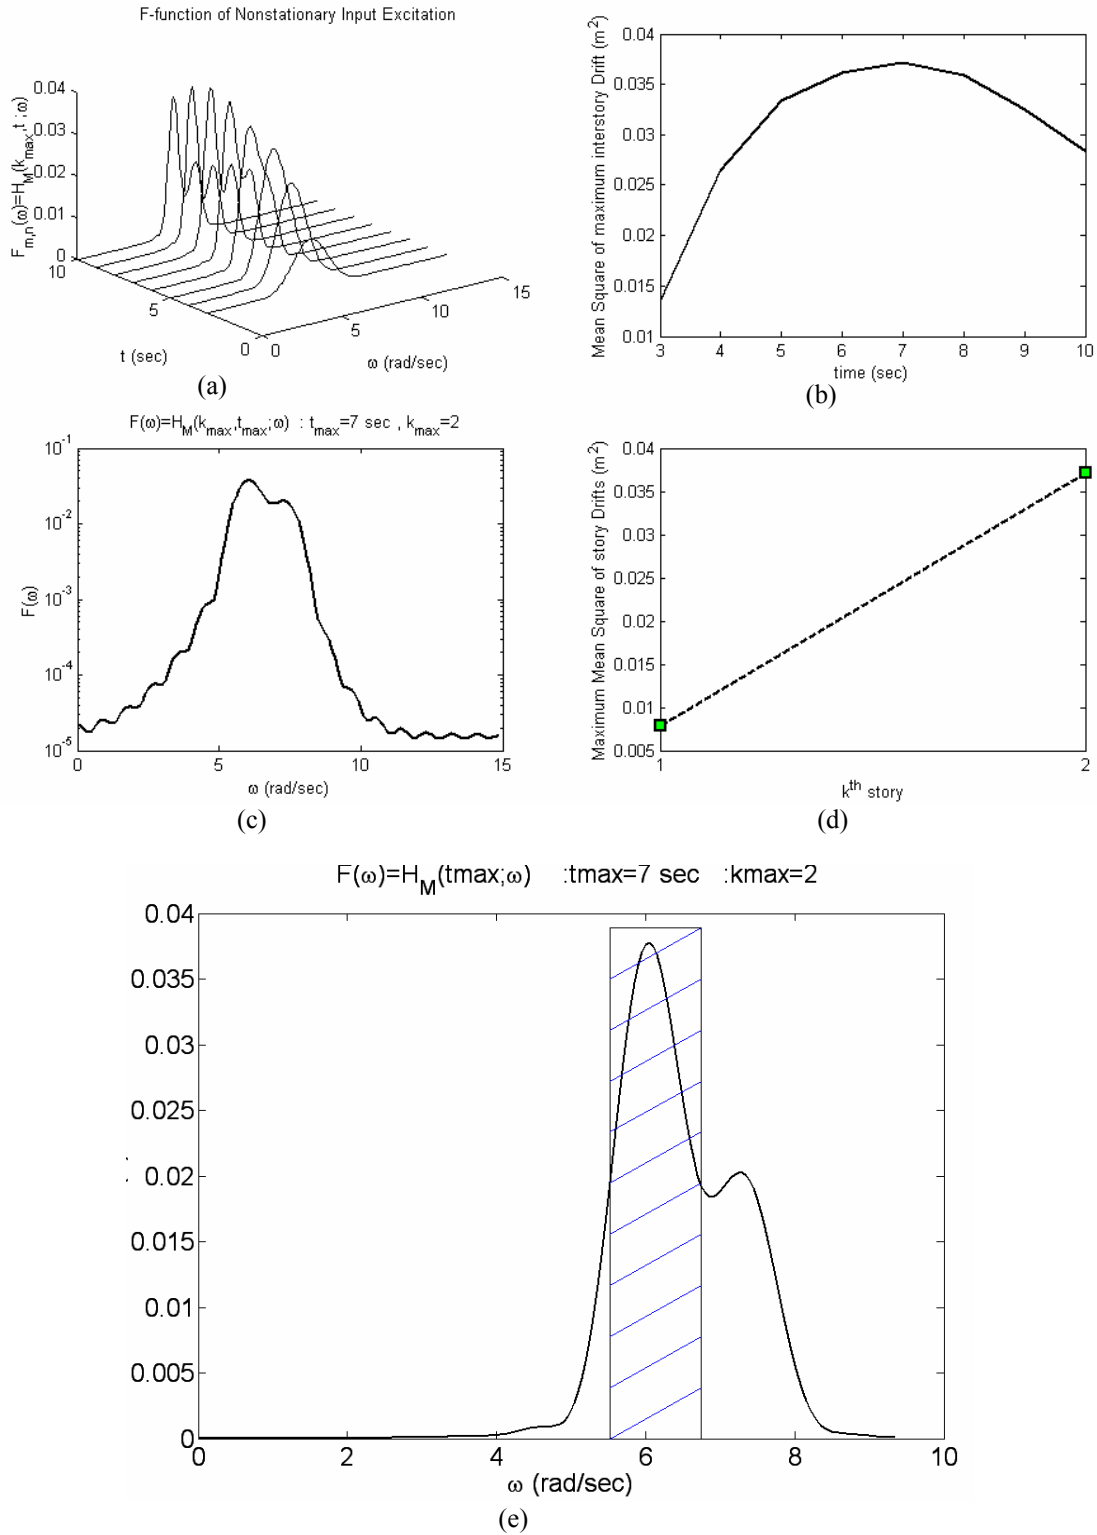 F-function of Nonstationary Input Excitation
F_m,n(ω)=H_M(k_max,t ;ω)
0.04
0.03
0.02
0.01
0
10
5
0
0
5
10
15
t (sec)
ω (rad/sec)
(a)
Mean Square of maximum interstory Drift (m²)
0.04
0.035
0.03
0.025
0.02
0.015
0.01
3 4 5 6 7 8 9 10
time (sec)
(b)
F(ω)=H_M(k_max,t_max;ω) : t_max=7 sec , k_max=2
F(ω)
10⁻¹
10⁻²
10⁻³
10⁻⁴
10⁻⁵
0 5 10 15
ω (rad/sec)
(c)
Maximum Mean Square of story Drifts (m²)
0.04
0.035
0.03
0.025
0.02
0.015
0.01
0.005
1 2
kᵗʰ story
(d)
F(ω)=H_M(tmax;ω) :tmax=7 sec :kmax=2
0.04
0.035
0.03
0.025
0.02
0.015
0.01
0.005
0
0 2 4 6 8 10
ω (rad/sec)
(e)